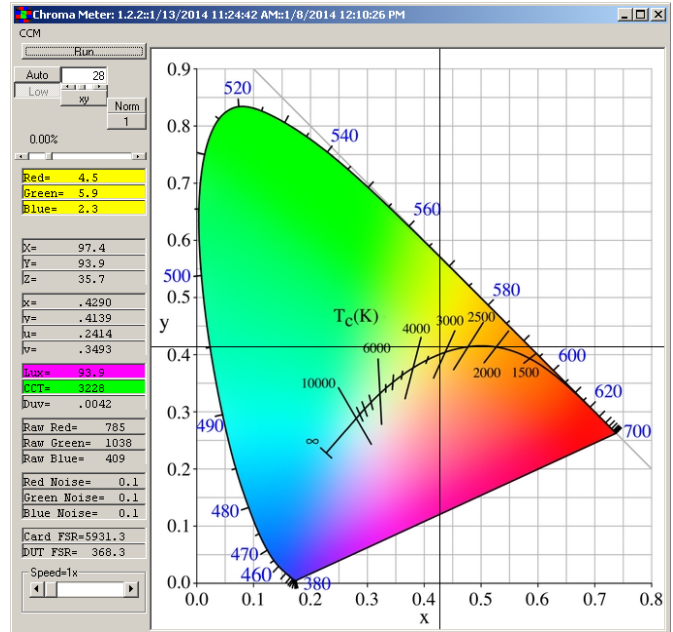 Chroma Meter: 1.2.2::1/13/2014 11:24:42 AM::1/8/2014 12:10:26 PM
CCM
Run
Auto 28
Low xy
Norm
1
0.00%
Red= 4.5
Green= 5.9
Blue= 2.3
X= 97.4
Y= 93.9
Z= 35.7
x= .4290
y= .4139
u= .2414
v= .3493
Lux= 93.9
CCT= 3228
Duv= .0042
Raw Red= 785
Raw Green= 1038
Raw Blue= 409
Red Noise= 0.1
Green Noise= 0.1
Blue Noise= 0.1
Card FSR=5931.3
DUT FSR= 368.3
Speed=1x
0.9
520
0.8
540
0.7
560
0.6
500
580
0.5
Tc(K)
y
4000 3000 2500
6000
0.4
600
2000 1500
10000
620
0.3
490
700
∞
0.2
480
0.1
470
460
0.0
380
0.0 0.1 0.2 0.3 0.4 0.5 0.6 0.7 0.8
x